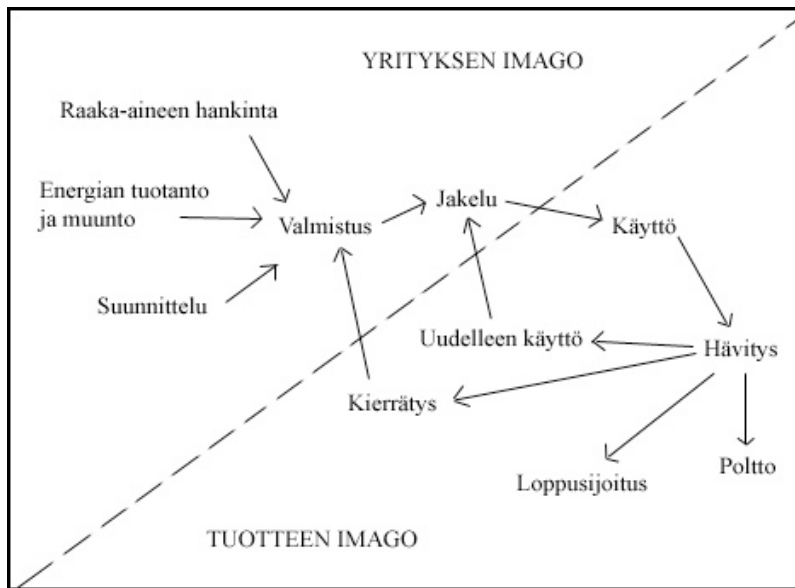 YRITYKSEN IMAGO
Raaka-aineen hankinta
Energian tuotanto
ja muunto
Jakelu
Valmistus
Käyttö
Suunnittelu
Uudelleen käyttö
Hävitys
Kierrätys
Poltto
Loppusijoitus
TUOTTEEN IMAGO